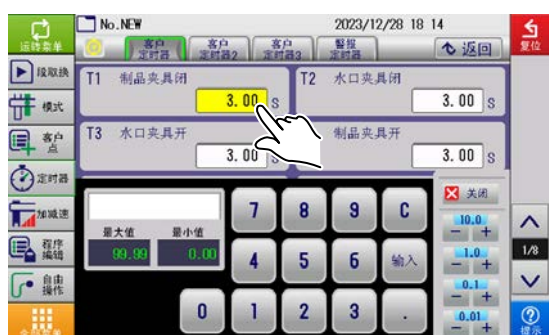 No.NEW 2023/12/28 18 14
运转菜单
段取换
模式
客户点
定时器
加减速
程序编辑
自由操作
全部菜单
客户定时器
客户定时器2
客户定时器3
警报定时器
返回
T1 制品夹具闭
3.00 S
T2 水口夹具闭
3.00 S
T3 水口夹具开
3.00 S
制品夹具开
3.00 S
最大值 最小值
99.99 0.00
7 8 9 C
4 5 6 输入
0 1 2 3 .
关闭
10.0
- +
1.0
- +
0.1
- +
0.01
复位
1/8
提示